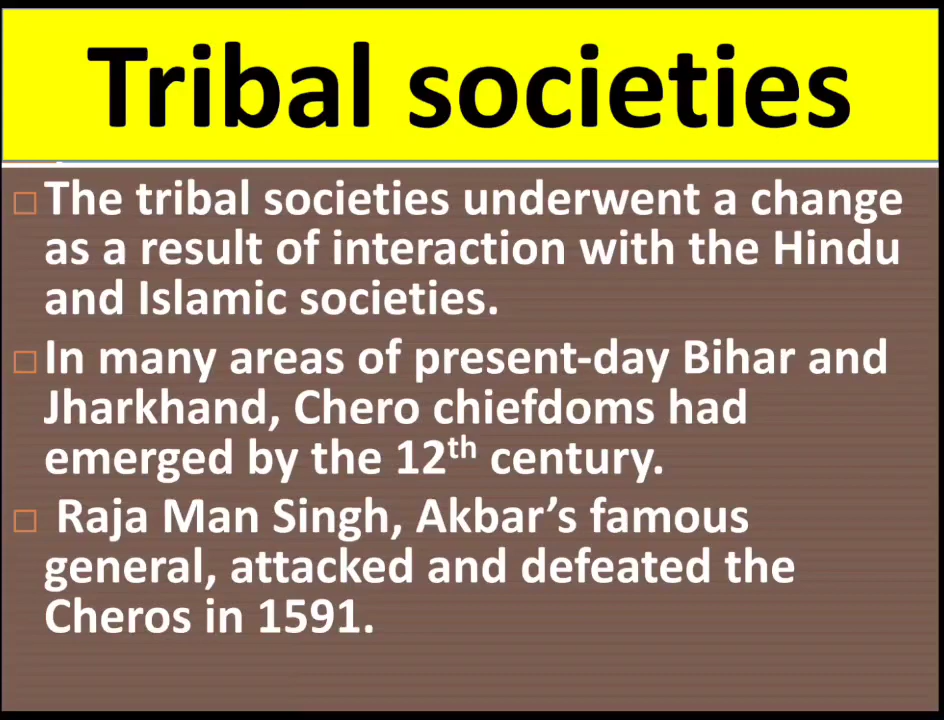 Tribal societies
The tribal societies underwent a change
as a result of interaction with the Hindu
and Islamic societies.
In many areas of present-day Bihar and
Jharkhand, Chero chiefdoms had
emerged by the 12th century.
Raja Man Singh, Akbar’s famous
general, attacked and defeated the
Cheros in 1591.